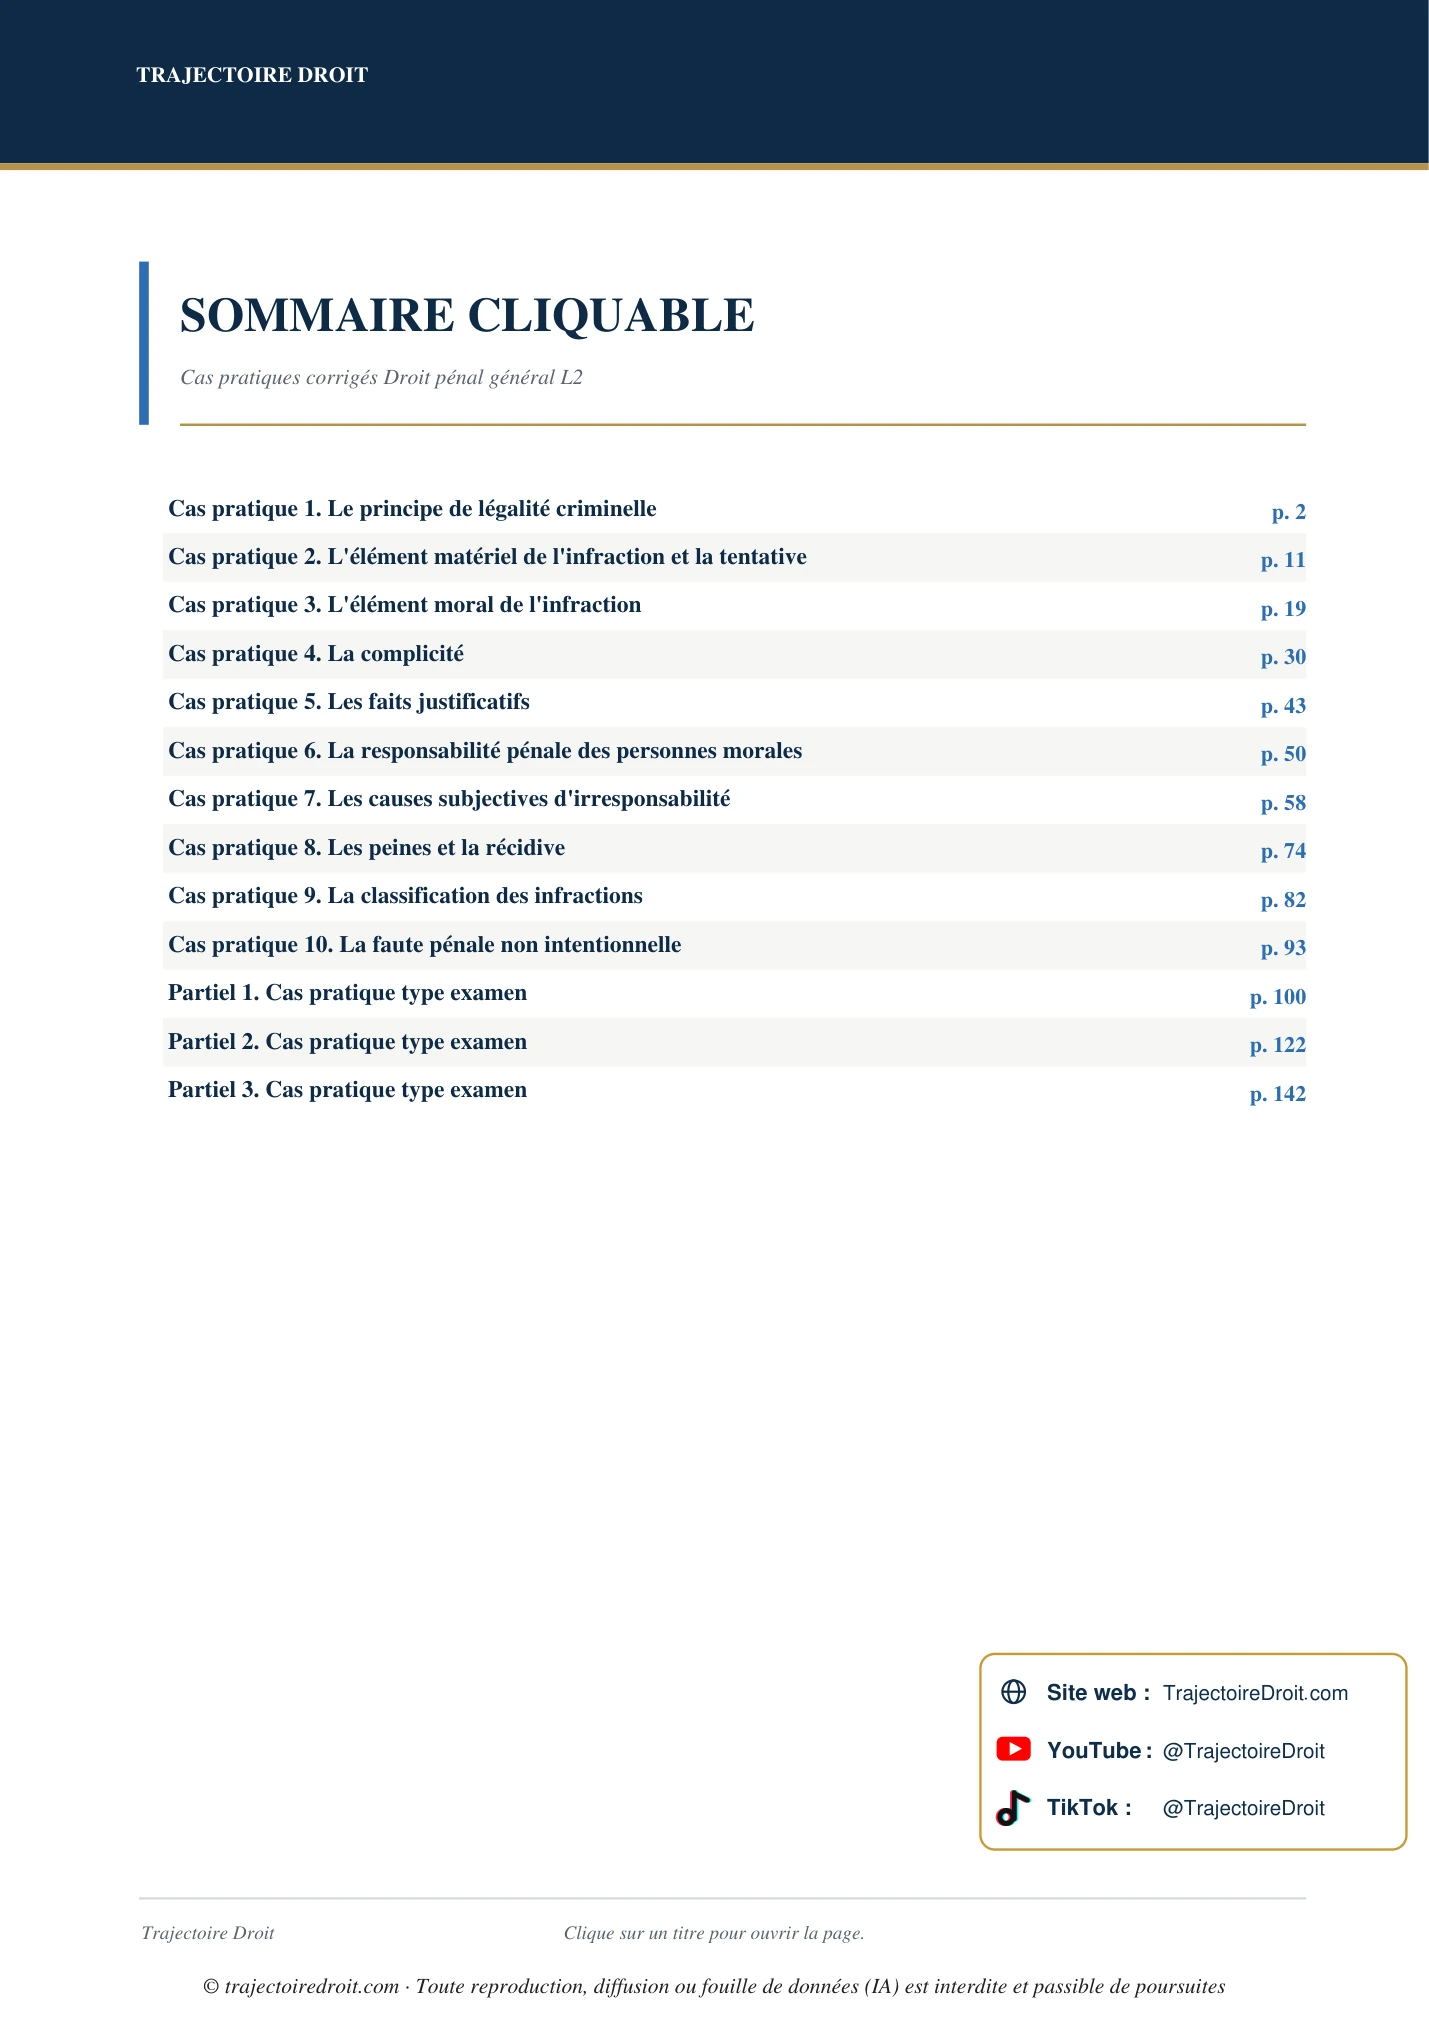 TRAJECTOIRE DROIT
SOMMAIRE CLIQUABLE
Cas pratiques corrigés Droit pénal général L2
Cas pratique 1. Le principe de légalité criminelle p. 2
Cas pratique 2. L'élément matériel de l'infraction et la tentative p. 11
Cas pratique 3. L'élément moral de l'infraction p. 19
Cas pratique 4. La complicité p. 30
Cas pratique 5. Les faits justificatifs p. 43
Cas pratique 6. La responsabilité pénale des personnes morales p. 50
Cas pratique 7. Les causes subjectives d'irresponsabilité p. 58
Cas pratique 8. Les peines et la récidive p. 74
Cas pratique 9. La classification des infractions p. 82
Cas pratique 10. La faute pénale non intentionnelle p. 93
Partiel 1. Cas pratique type examen p. 100
Partiel 2. Cas pratique type examen p. 122
Partiel 3. Cas pratique type examen p. 142
Site web : TrajectoireDroit.com
YouTube : @TrajectoireDroit
TikTok : @TrajectoireDroit
Trajectoire Droit Clique sur un titre pour ouvrir la page.
© trajectoiredroit.com · Toute reproduction, diffusion ou fouille de données (IA) est interdite et passible de poursuites